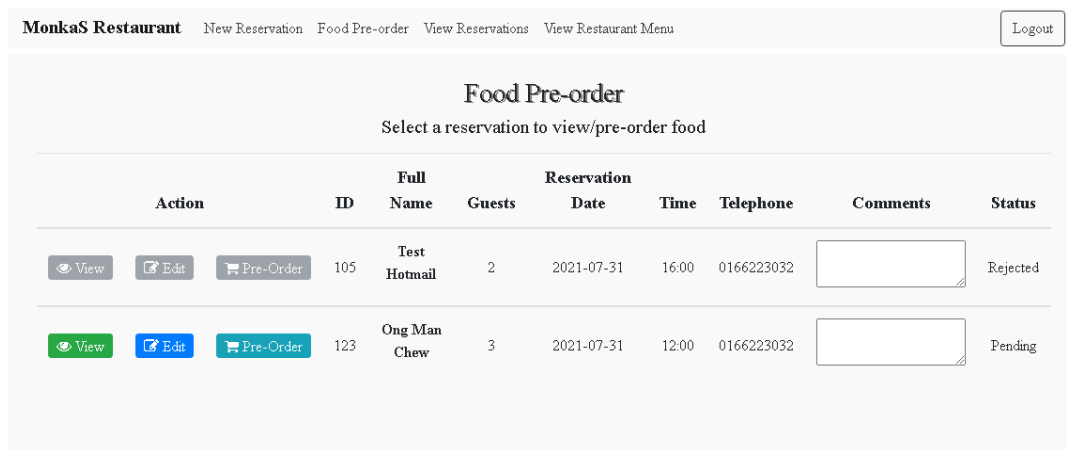 MonkaS Restaurant New Reservation Food Pre-order View Reservations View Restaurant Menu Logout
Food Pre-order
Select a reservation to view/pre-order food
Action ID Full Name Guests Reservation Date Time Telephone Comments Status
View Edit Pre-Order 105 Test Hotmail 2 2021-07-31 16:00 0166223032 Rejected
View Edit Pre-Order 123 Ong Man Chew 3 2021-07-31 12:00 0166223032 Pending